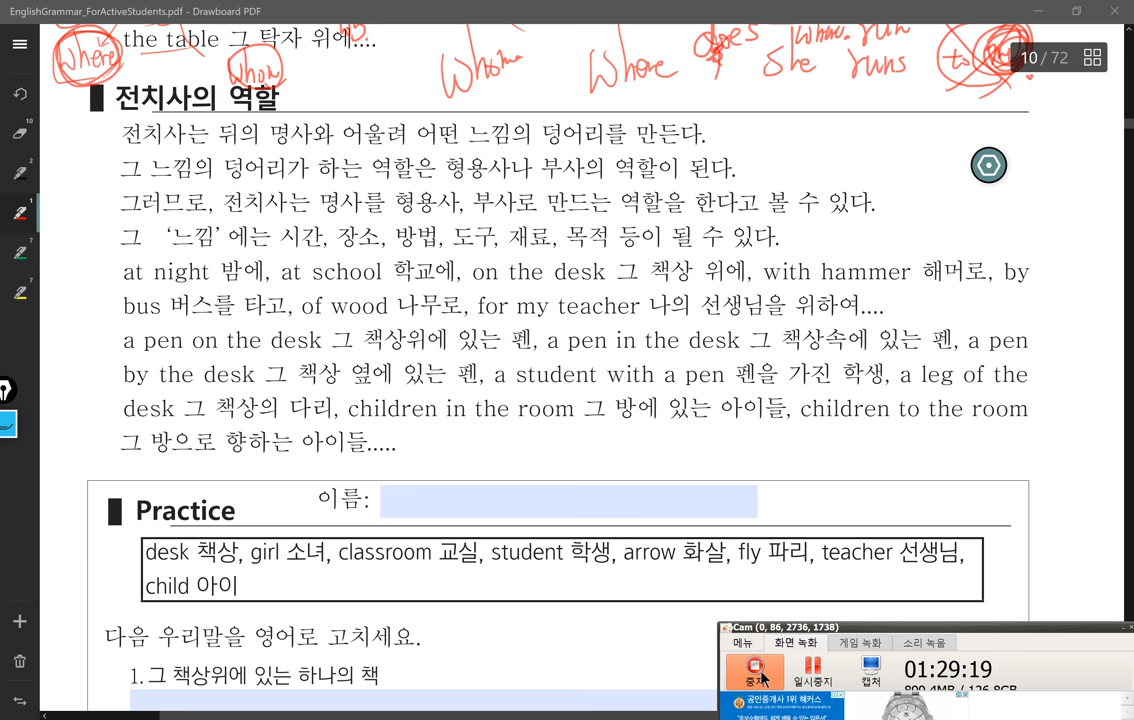 EnglishGrammar_ForActiveStudents.pdf - Drawboard PDF
the table 그 탁자 위에....
where
whom
Where
does
She runs
to
10 / 72
전치사의 역할
전치사는 뒤의 명사와 어울려 어떤 느낌의 덩어리를 만든다.
그 느낌의 덩어리가 하는 역할은 형용사나 부사의 역할이 된다.
그러므로, 전치사는 명사를 형용사, 부사로 만드는 역할을 한다고 볼 수 있다.
그 ‘느낌’에는 시간, 장소, 방법, 도구, 재료, 목적 등이 될 수 있다.
at night 밤에, at school 학교에, on the desk 그 책상 위에, with hammer 해머로, by
bus 버스를 타고, of wood 나무로, for my teacher 나의 선생님을 위하여....
a pen on the desk 그 책상위에 있는 펜, a pen in the desk 그 책상속에 있는 펜, a pen
by the desk 그 책상 옆에 있는 펜, a student with a pen 펜을 가진 학생, a leg of the
desk 그 책상의 다리, children in the room 그 방에 있는 아이들, children to the room
그 방으로 향하는 아이들.....
이름:
Practice
desk 책상, girl 소녀, classroom 교실, student 학생, arrow 화살, fly 파리, teacher 선생님,
child 아이
다음 우리말을 영어로 고치세요.
1. 그 책상위에 있는 하나의 책
10
2
1
7
7
oCam (0, 86, 2736, 1738)
메뉴 화면 녹화 게임 녹화 소리 녹음
일시중지 캡처
01:29:19
공인중개사 1위 해커스